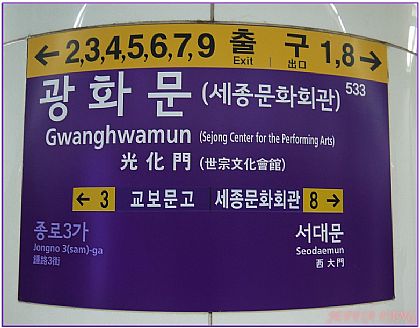 ← 2,3,4,5,6,7,9 출 구 1,8 →
Exit 出口
광화문 (세종문화회관) 533
Gwanghwamun (Sejong Center for the Performing Arts)
光化門 (世宗文化會館)
← 3 교보문고 세종문화회관 8 →
종로3가 서대문
Jongno 3(sam)-ga Seodaemun
鍾路3街 西大門